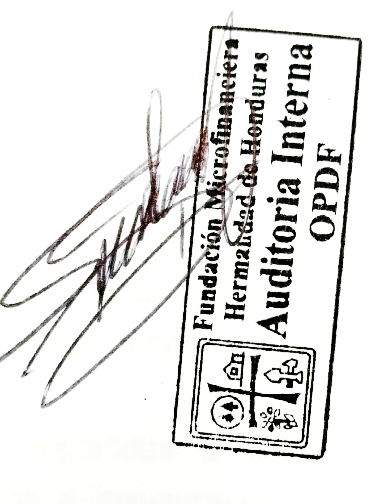 Fundación Microfinanciera
Hermandad de Honduras
Auditoria Interna
OPDF